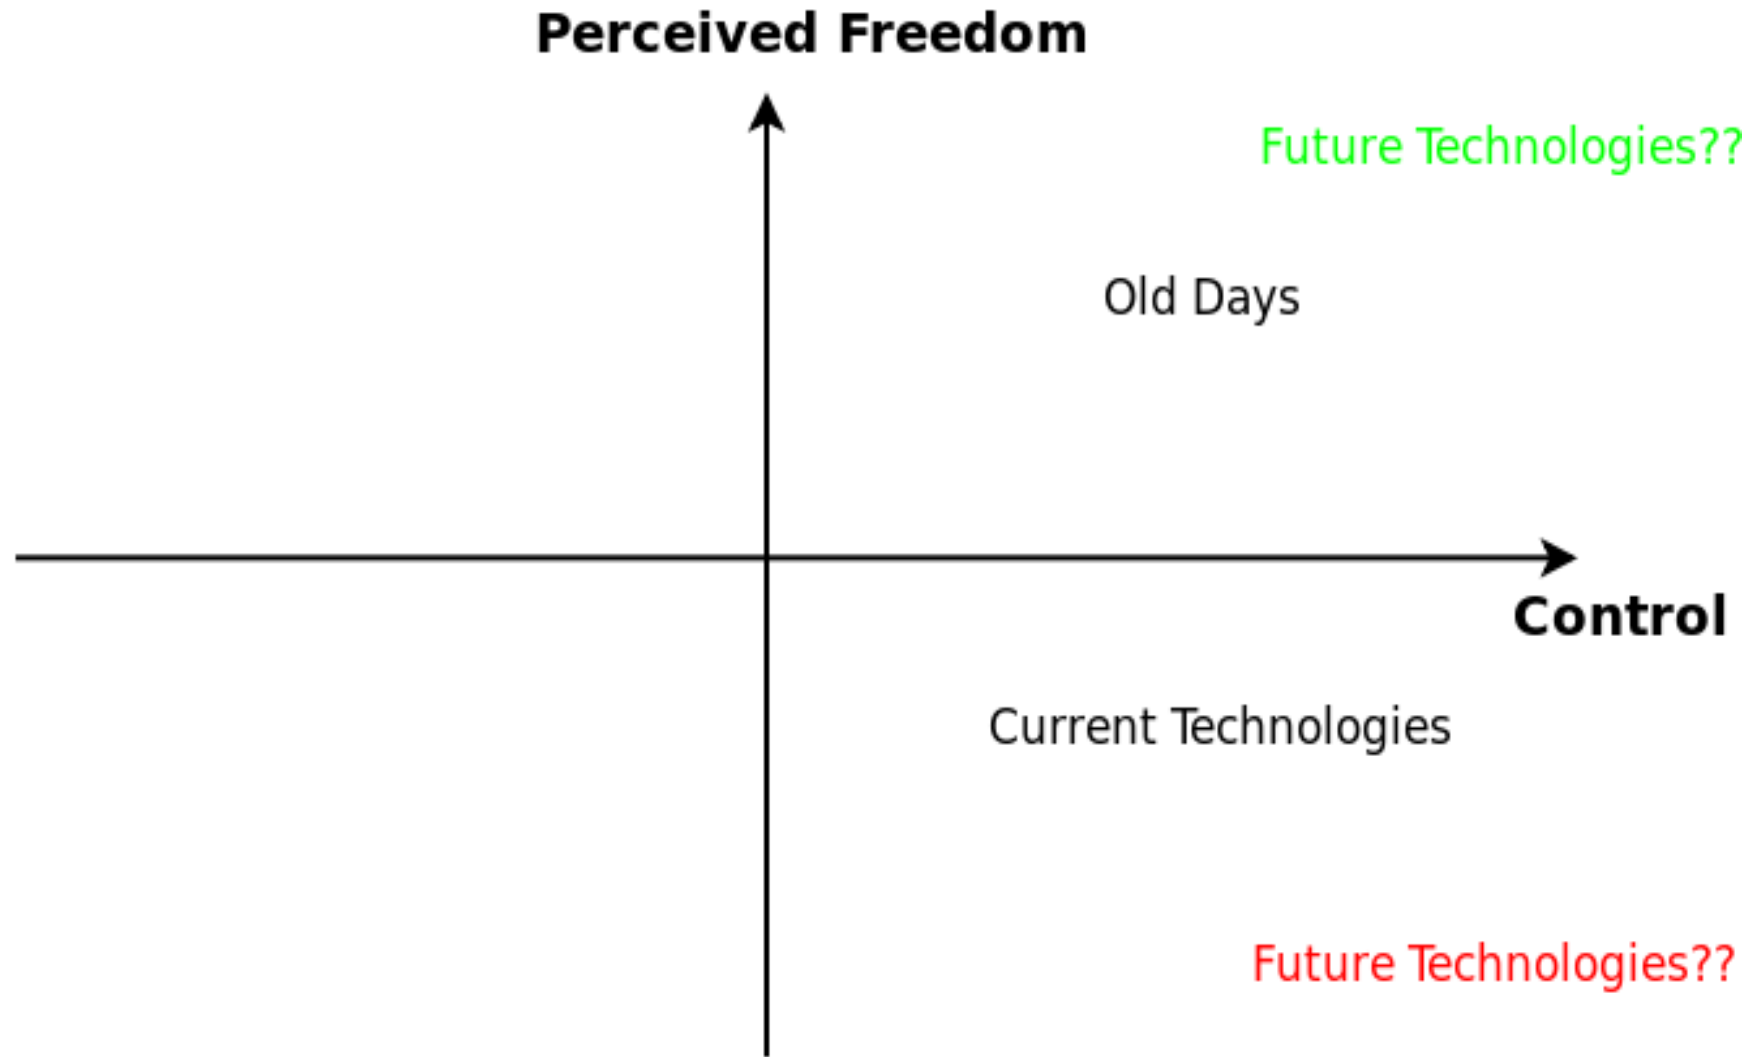 Perceived Freedom
Future Technologies??
Old Days
Control
Current Technologies
Future Technologies??